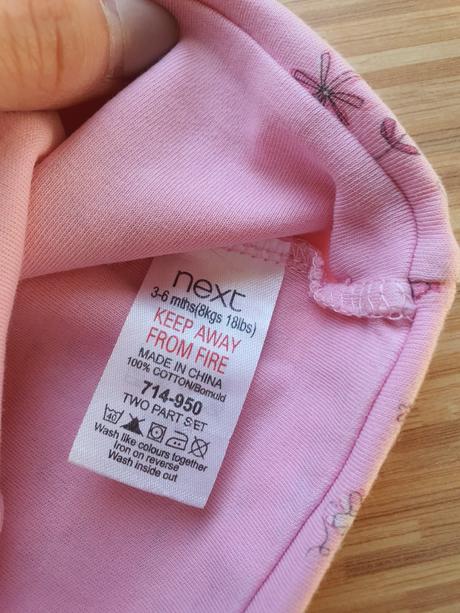 next
3-6 mths(8kgs 18lbs)
KEEP AWAY
FROM FIRE
MADE IN CHINA
100% COTTON/Bomuld
714-950
TWO PART SET
40
Wash like colours together
Iron on reverse
Wash inside out